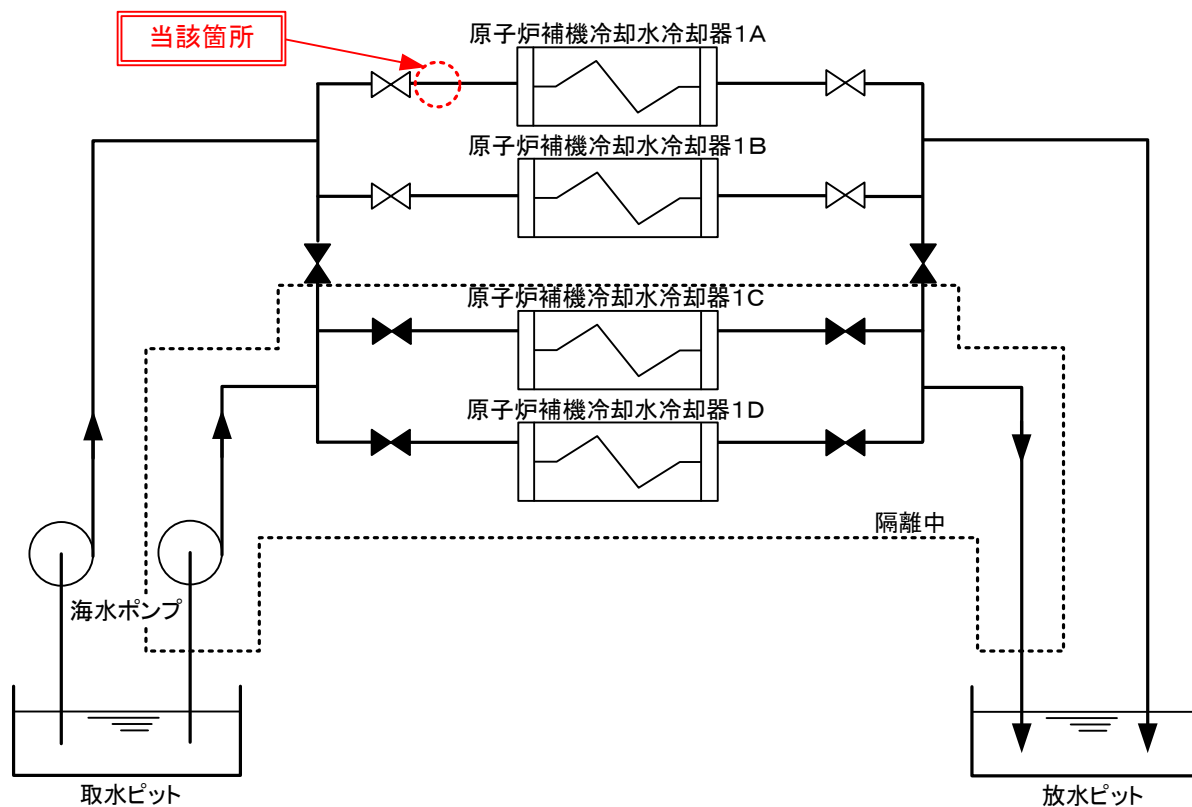 当該箇所
原子炉補機冷却水冷却器1A
原子炉補機冷却水冷却器1B
原子炉補機冷却水冷却器1C
原子炉補機冷却水冷却器1D
隔離中
海水ポンプ
取水ピット
放水ピット